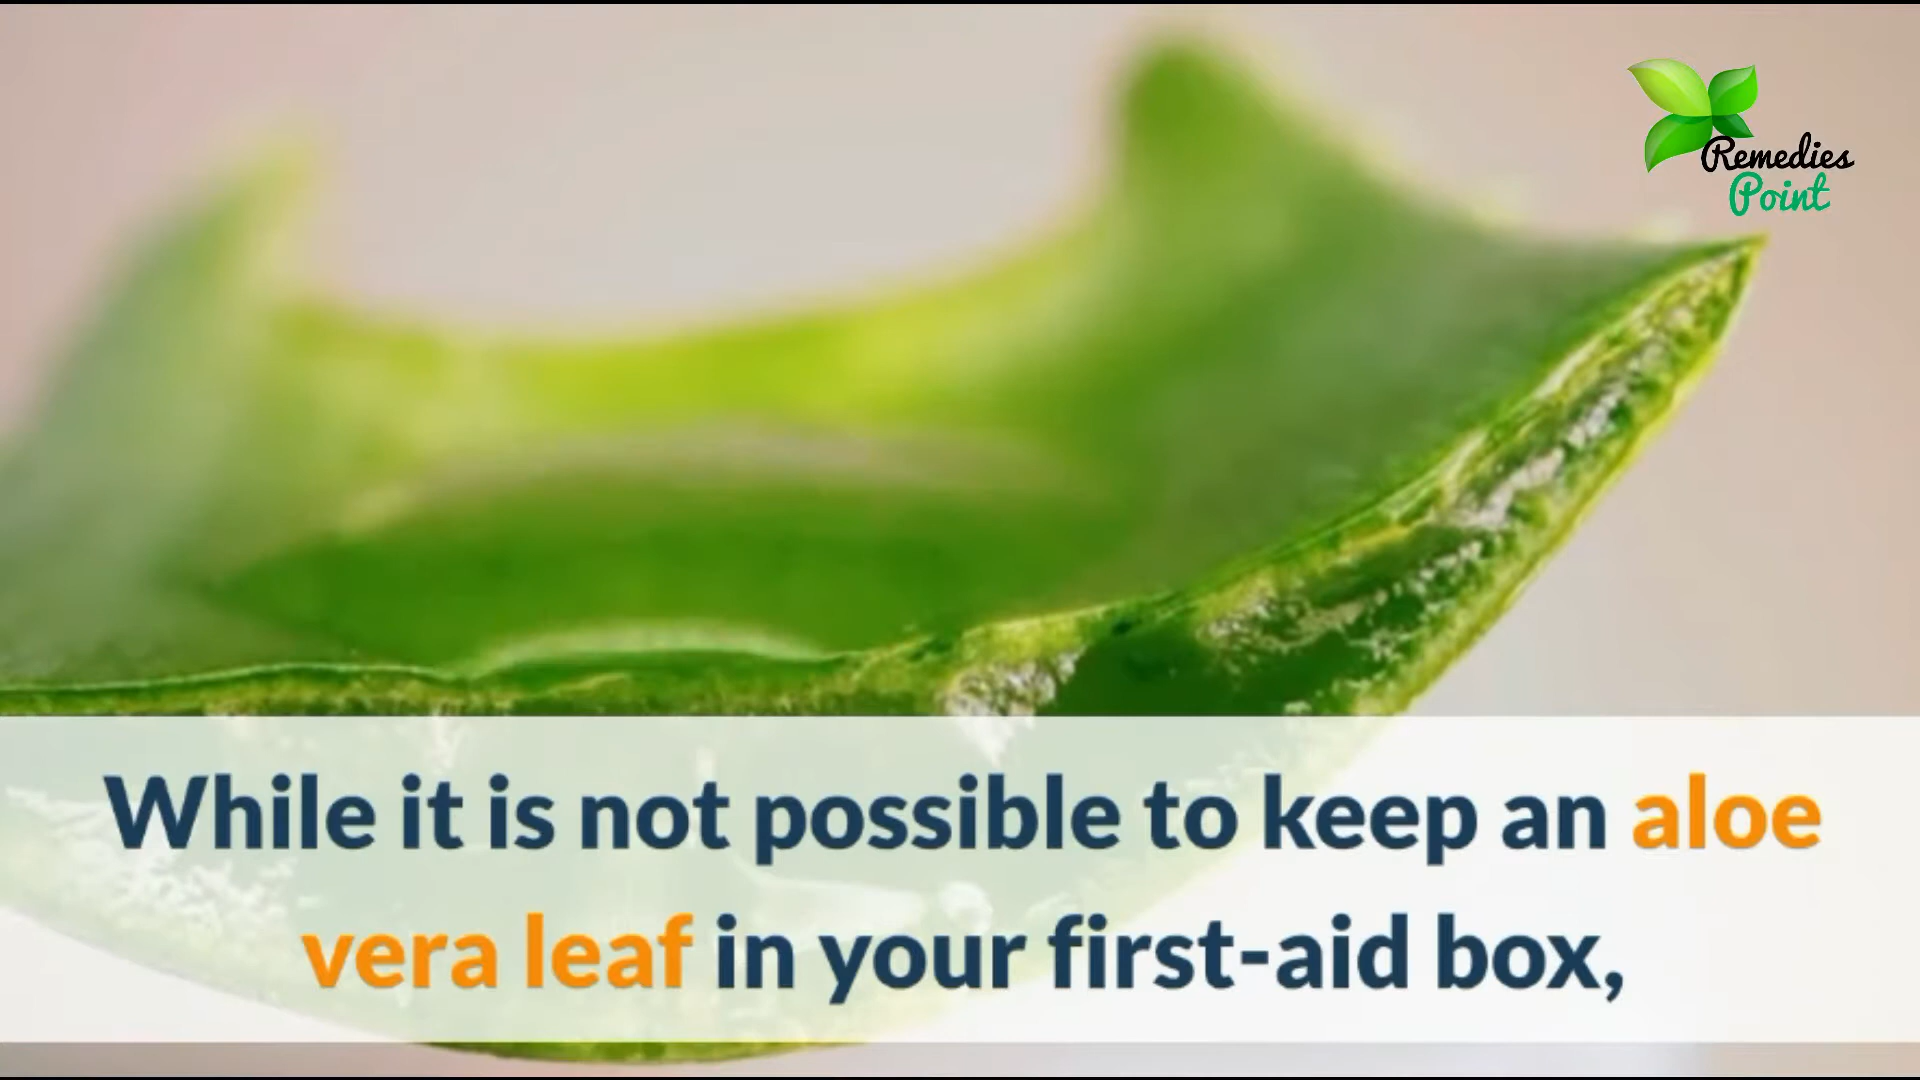 Remedies
Point
While it is not possible to keep an aloe
vera leaf in your first-aid box,